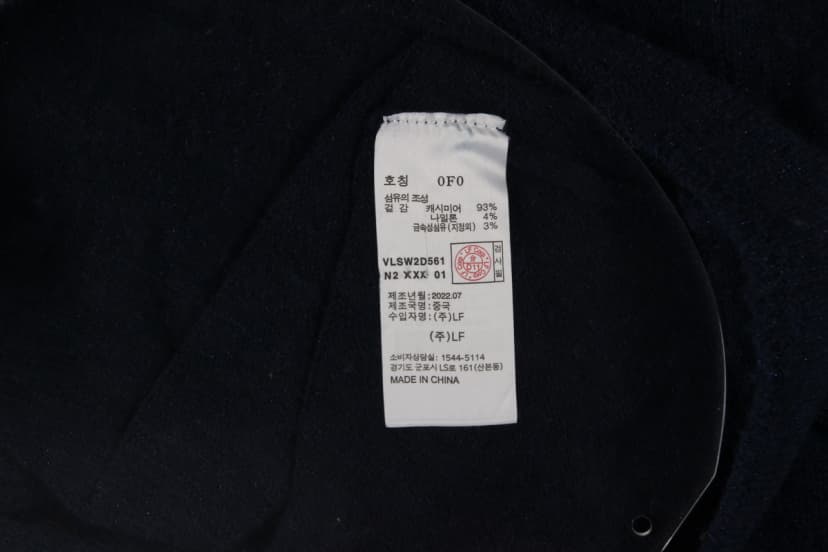 호칭 0F0
섬유의 조성
겉 감 캐시미어 93%
나일론 4%
금속성섬유(지정외) 3%
VLSW2D561
N2 XXX 01
검사필
제조년월:2022.07
제조국명:중국
수입자명:(주)LF
(주)LF
소비자상담실: 1544-5114
경기도 군포시 LS로 161(산본동)
MADE IN CHINA